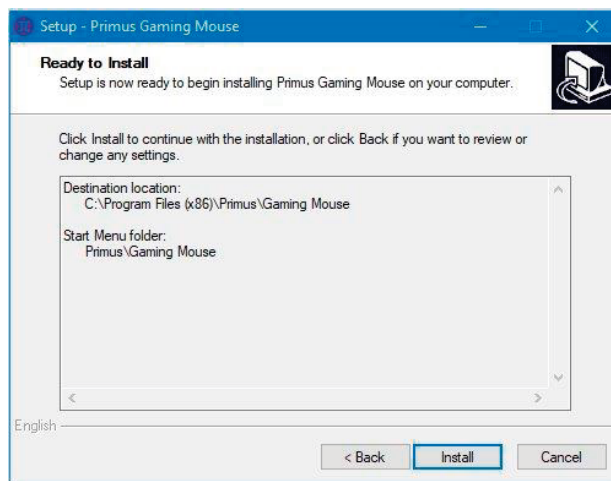 Setup - Primus Gaming Mouse
Ready to Install
Setup is now ready to begin installing Primus Gaming Mouse on your computer.
Click Install to continue with the installation, or click Back if you want to review or
change any settings.
Destination location:
C:\Program Files (x86)\Primus\Gaming Mouse
Start Menu folder:
Primus\Gaming Mouse
English
< Back
Install
Cancel